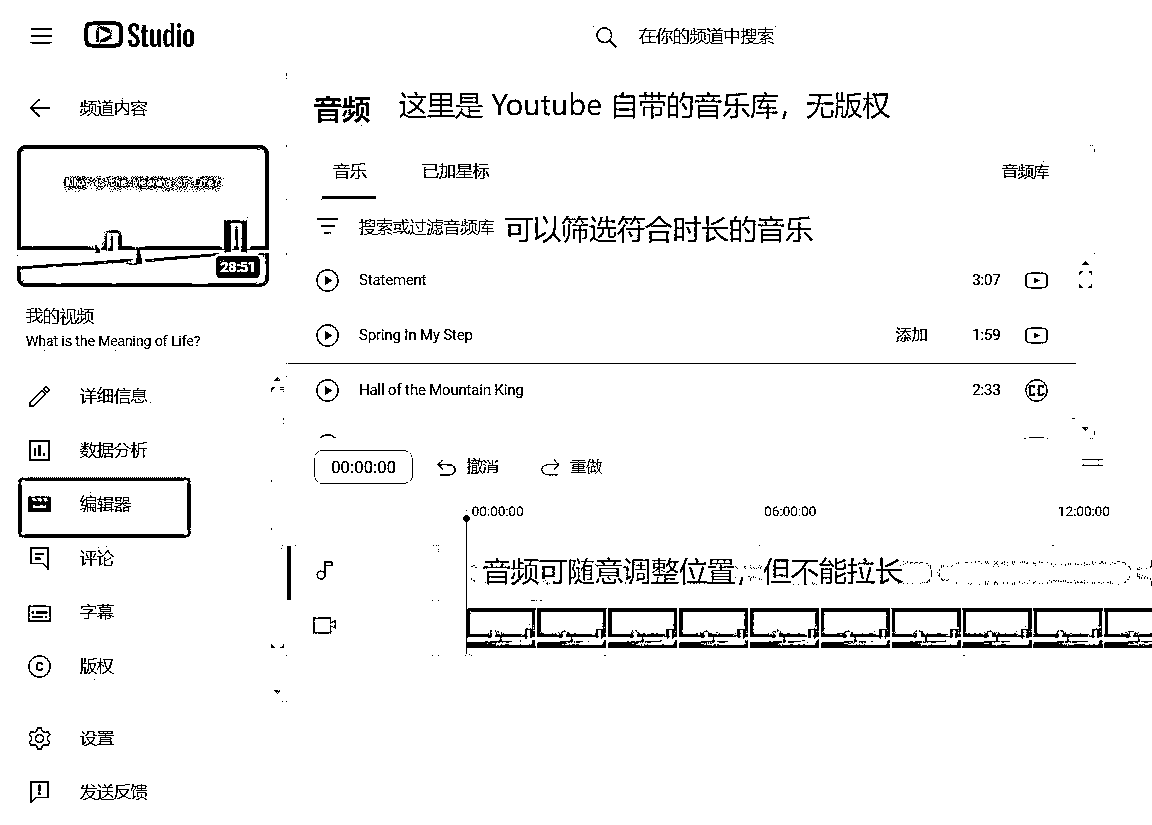 Studio
在你的频道中搜索
频道内容
28:51
我的视频
What is the Meaning of Life?
详细信息
数据分析
编辑器
评论
字幕
版权
设置
发送反馈
音频 这里是 Youtube 自带的音乐库，无版权
音乐 已加星标 音频库
搜索或过滤音频库 可以筛选符合时长的音乐
Statement 3:07
Spring in My Step 添加 1:59
Hall of the Mountain King 2:33 CC
00:00:00 撤消 重做
00:00:00 06:00:00 12:00:00
音频可随意调整位置，但不能拉长